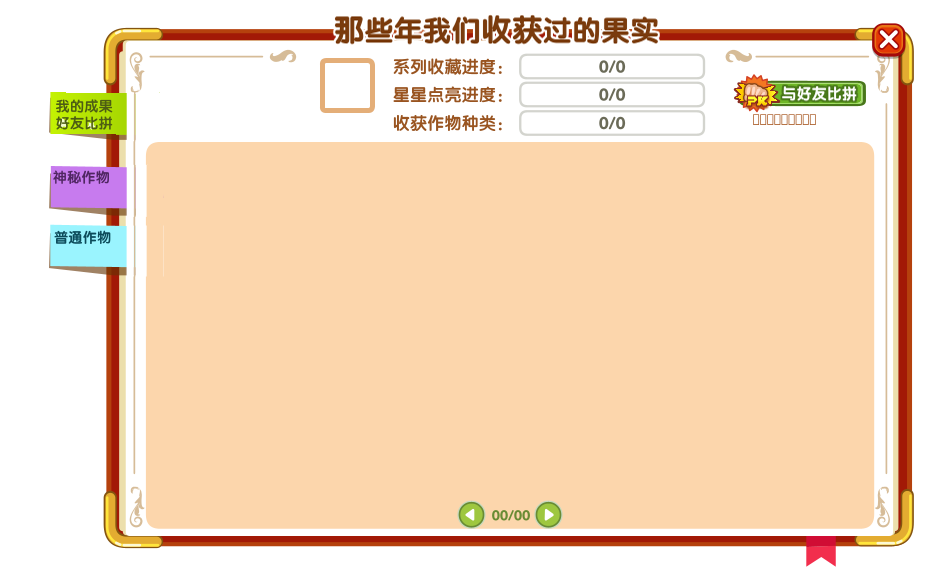 那些年我们收获过的果实
系列收藏进度：
0/0
星星点亮进度：
0/0
收获作物种类：
0/0
PK
与好友比拼
我的成果
好友比拼
神秘作物
普通作物
00/00